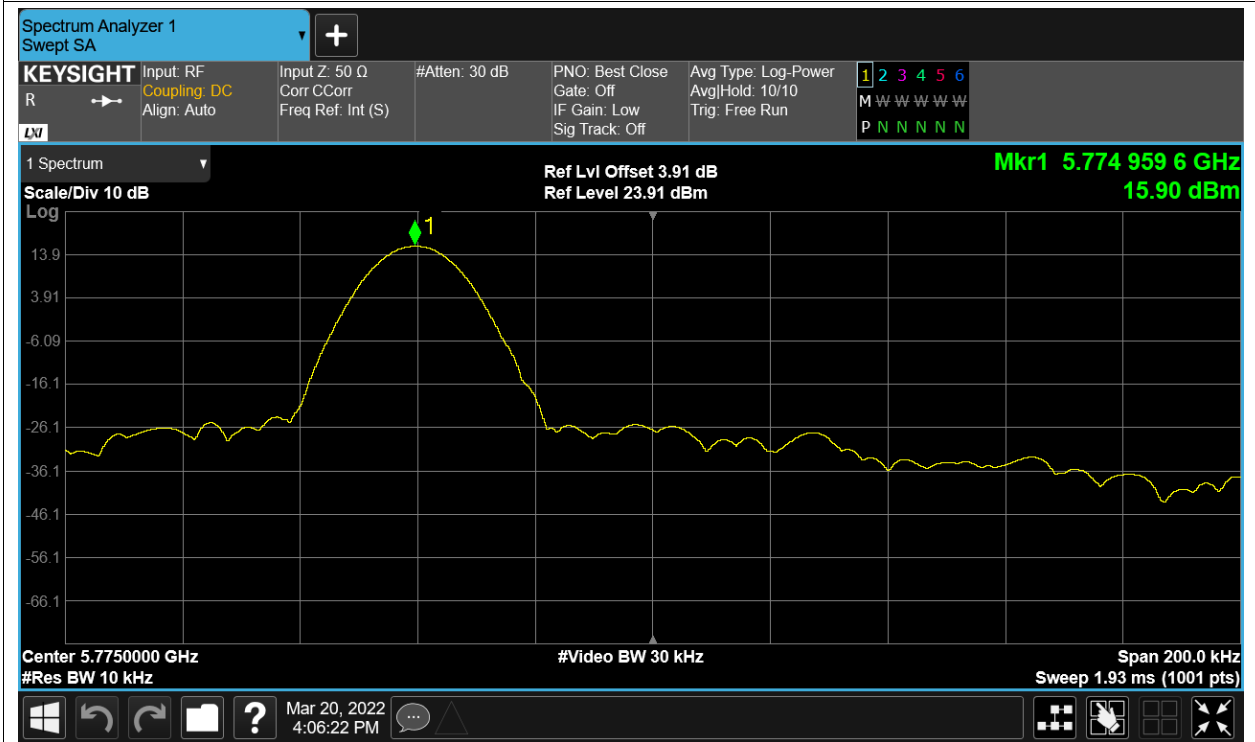 Spectrum Analyzer 1
Swept SA
KEYSIGHT
R
LXI
Input: RF
Coupling: DC
Align: Auto
Input Z: 50 Ω
Corr CCorr
Freq Ref: Int (S)
#Atten: 30 dB
PNO: Best Close
Gate: Off
IF Gain: Low
Sig Track: Off
Avg Type: Log-Power
Avg|Hold: 10/10
Trig: Free Run
1 2 3 4 5 6
M W W W W W
P N N N N N
1 Spectrum
Scale/Div 10 dB
Log
Ref Lvl Offset 3.91 dB
Ref Level 23.91 dBm
Mkr1 5.774 959 6 GHz
15.90 dBm
1
13.9
3.91
-6.09
-16.1
-26.1
-36.1
-46.1
-56.1
-66.1
Center 5.7750000 GHz
#Video BW 30 kHz
Span 200.0 kHz
#Res BW 10 kHz
Sweep 1.93 ms (1001 pts)
?
Mar 20, 2022
4:06:22 PM